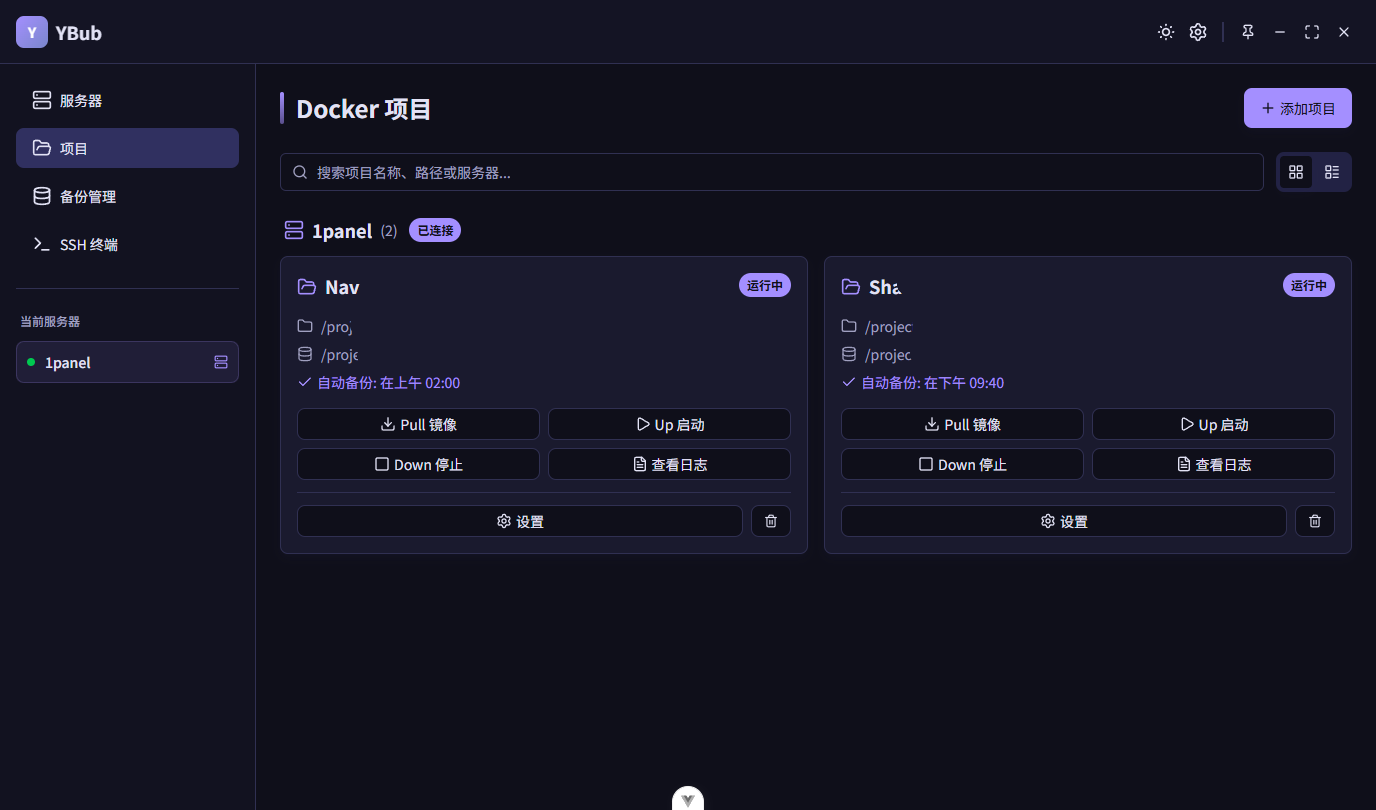 Y YBub
服务器
项目
备份管理
SSH 终端
当前服务器
1panel
Docker 项目
添加项目
搜索项目名称、路径或服务器...
1panel (2) 已连接
Nav 运行中
/proj
/proje
自动备份: 在上午 02:00
Pull 镜像 Up 启动
Down 停止 查看日志
设置
Sha 运行中
/projec
/projec
自动备份: 在下午 09:40
Pull 镜像 Up 启动
Down 停止 查看日志
设置